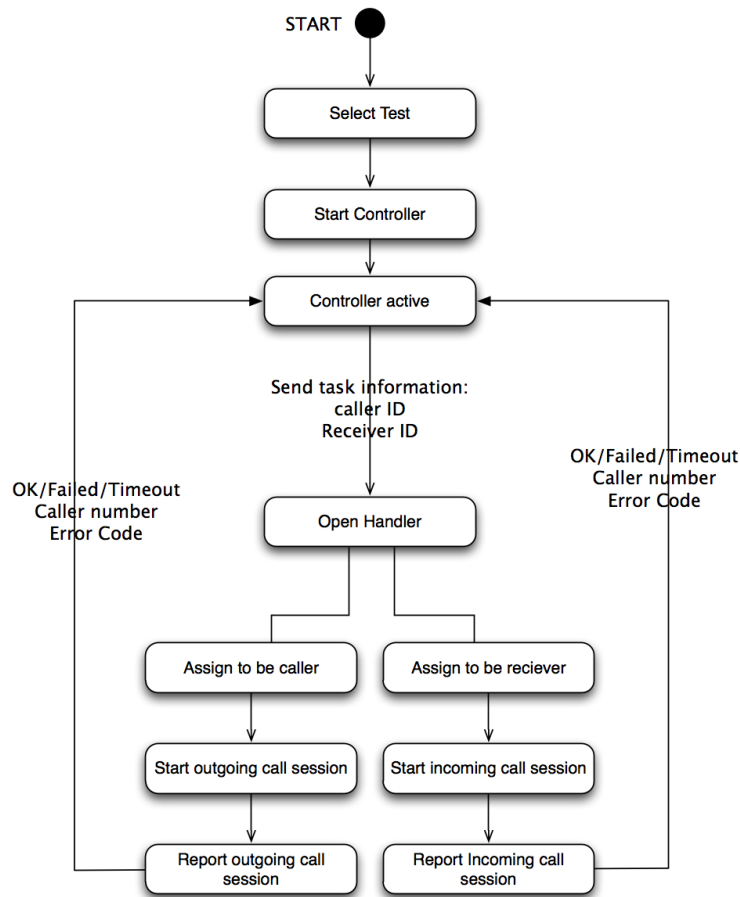 START
Select Test
Start Controller
Controller active
Send task information:
caller ID
Receiver ID
OK/Failed/Timeout
Caller number
Error Code
OK/Failed/Timeout
Caller number
Error Code
Open Handler
Assign to be caller
Assign to be reciever
Start outgoing call session
Start incoming call session
Report outgoing call
session
Report Incoming call
session